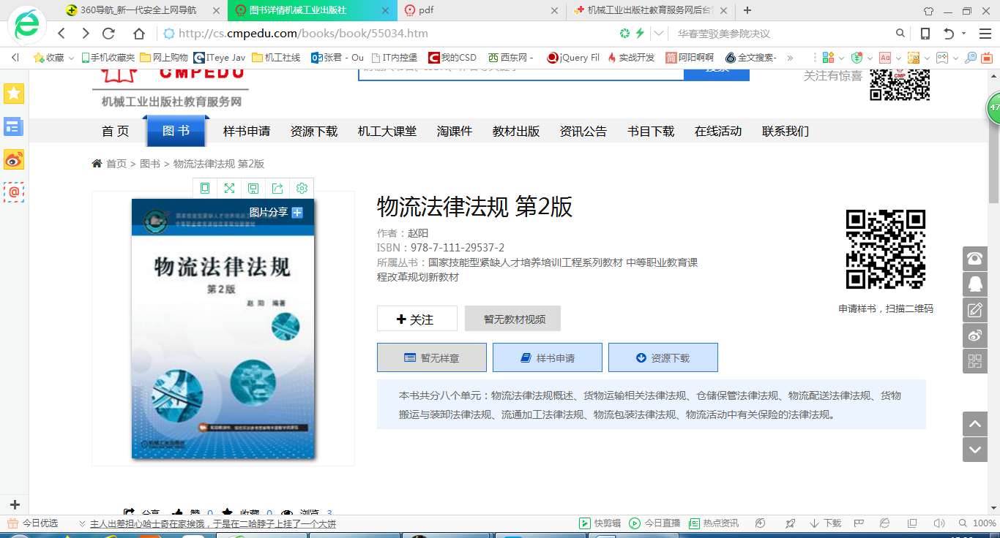 360导航_新一代安全上网导航
图书详情机械工业出版社
pdf
机械工业出版社教育服务网后台
http://cs.cmpedu.com/books/book/55034.htm
华春莹驳美参院决议
收藏
手机收藏夹
网上购物
ITeye Jav
机工社线
张君 - Ou
IT内控堡
我的CSD
西东网 -
jQuery Fil
实战开发
阿阳啊啊
全文搜索-
CMPEDU
机械工业出版社教育服务网
关注有惊喜
CMP
47
首 页
图 书
样书申请
资源下载
机工大课堂
淘课件
教材出版
资讯公告
书目下载
在线活动
联系我们
首页 > 图书 > 物流法律法规 第2版
图片分享
物流法律法规
第2版
赵 阳 编著
机械工业出版社
物流法律法规 第2版
作者：赵阳
ISBN：978-7-111-29537-2
所属丛书：国家技能型紧缺人才培养培训工程系列教材 中等职业教育课
程改革规划新教材
关注
暂无教材视频
暂无样章
样书申请
资源下载
申请样书，扫描二维码
本书共分八个单元：物流法律法规概述、货物运输相关法律法规、仓储保管法律法规、物流配送法律法规、货物
搬运与装卸法律法规、流通加工法律法规、物流包装法律法规、物流活动中有关保险的法律法规。
分享
赞 0
收藏 0
浏览 3
今日优选
主人出差担心哈士奇在家挨饿，于是在二哈脖子上挂了一个大饼
快剪辑
今日直播
热点资讯
下载
100%